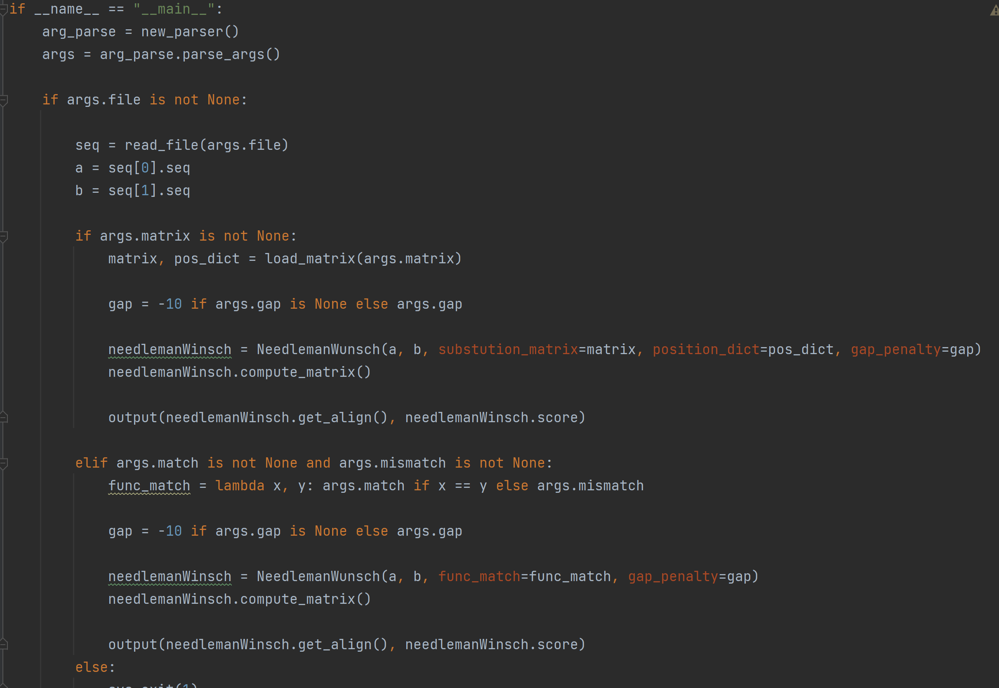 if __name__ == "__main__":
    arg_parse = new_parser()
    args = arg_parse.parse_args()

    if args.file is not None:

        seq = read_file(args.file)
        a = seq[0].seq
        b = seq[1].seq

        if args.matrix is not None:
            matrix, pos_dict = load_matrix(args.matrix)

            gap = -10 if args.gap is None else args.gap

            needlemanWinsch = NeedlemanWunsch(a, b, substution_matrix=matrix, position_dict=pos_dict, gap_penalty=gap)
            needlemanWinsch.compute_matrix()

            output(needlemanWinsch.get_align(), needlemanWinsch.score)

        elif args.match is not None and args.mismatch is not None:
            func_match = lambda x, y: args.match if x == y else args.mismatch

            gap = -10 if args.gap is None else args.gap

            needlemanWinsch = NeedlemanWunsch(a, b, func_match=func_match, gap_penalty=gap)
            needlemanWinsch.compute_matrix()

            output(needlemanWinsch.get_align(), needlemanWinsch.score)
        else:
            sys.exit(1)